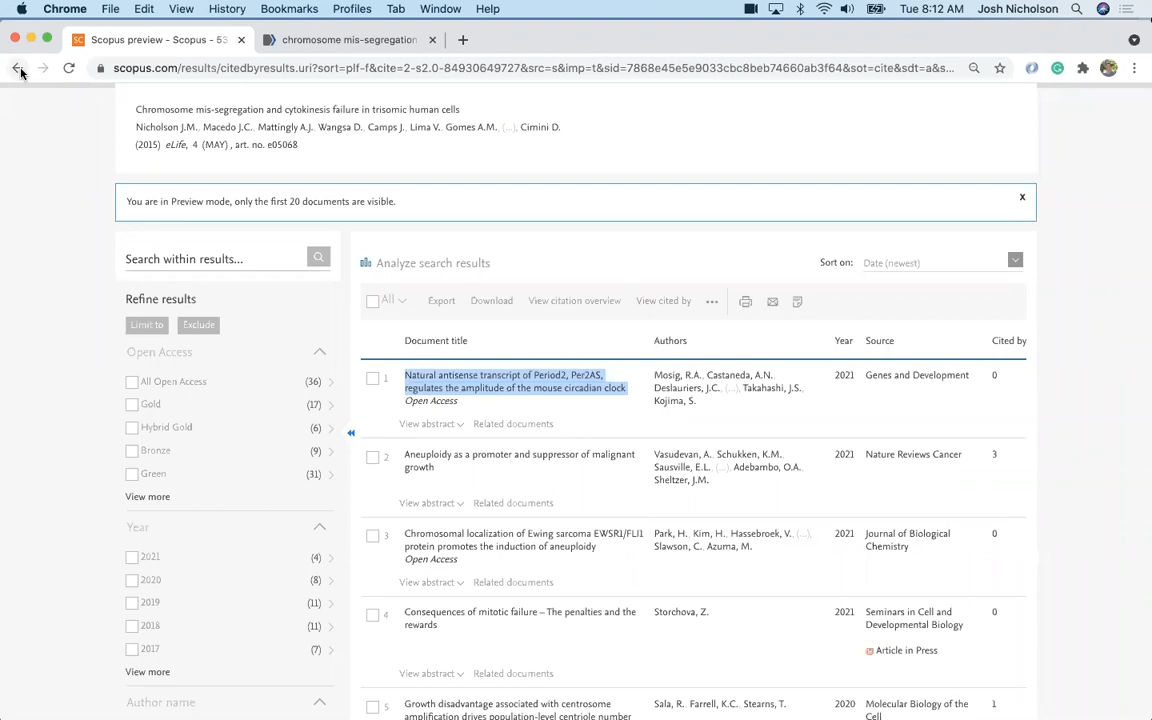 Chrome File Edit View History Bookmarks Profiles Tab Window Help Tue 8:12 AM Josh Nicholson
Scopus preview - Scopus - 53 chromosome mis-segregation
scopus.com/results/citedbyresults.uri?sort=plf-f&cite=2-s2.0-84930649727&src=s&imp=t&sid=7868e45e5e9033cbc8beb74660ab3f64&sot=cite&sdt=a&s...
Chromosome mis-segregation and cytokinesis failure in trisomic human cells
Nicholson J.M., Macedo J.C., Mattingly A.J., Wangsa D., Camps J., Lima V., Gomes A.M., (...), Cimini D.
(2015) eLife, 4 (MAY) , art. no. e05068
You are in Preview mode, only the first 20 documents are visible. x
Search within results...
Refine results
Limit to Exclude
Open Access
All Open Access (36)
Gold (17)
Hybrid Gold (6)
Bronze (9)
Green (31)
View more
Year
2021 (4)
2020 (8)
2019 (11)
2018 (11)
2017 (7)
View more
Author name
Analyze search results Sort on: Date (newest)
All Export Download View citation overview View cited by ...
Document title Authors Year Source Cited by
1 Natural antisense transcript of Period2, Per2AS, Mosig, R.A., Castaneda, A.N., 2021 Genes and Development 0
regulates the amplitude of the mouse circadian clock Deslauriers, J.C., (...), Takahashi, J.S.,
Open Access Kojima, S.
View abstract Related documents
2 Aneuploidy as a promoter and suppressor of malignant Vasudevan, A., Schukken, K.M., 2021 Nature Reviews Cancer 3
growth Sausville, E.L., (...), Adebambo, O.A.,
Sheltzer, J.M.
View abstract Related documents
3 Chromosomal localization of Ewing sarcoma EWSR1/FLI1 Park, H., Kim, H., Hassebroek, V., (...), 2021 Journal of Biological 0
protein promotes the induction of aneuploidy Slawson, C., Azuma, M. Chemistry
Open Access
View abstract Related documents
4 Consequences of mitotic failure – The penalties and the Storchova, Z. 2021 Seminars in Cell and 0
rewards Developmental Biology
Article in Press
View abstract Related documents
5 Growth disadvantage associated with centrosome Sala, R., Farrell, K.C., Stearns, T. 2020 Molecular Biology of the 1
amplification drives population-level centriole number Cell